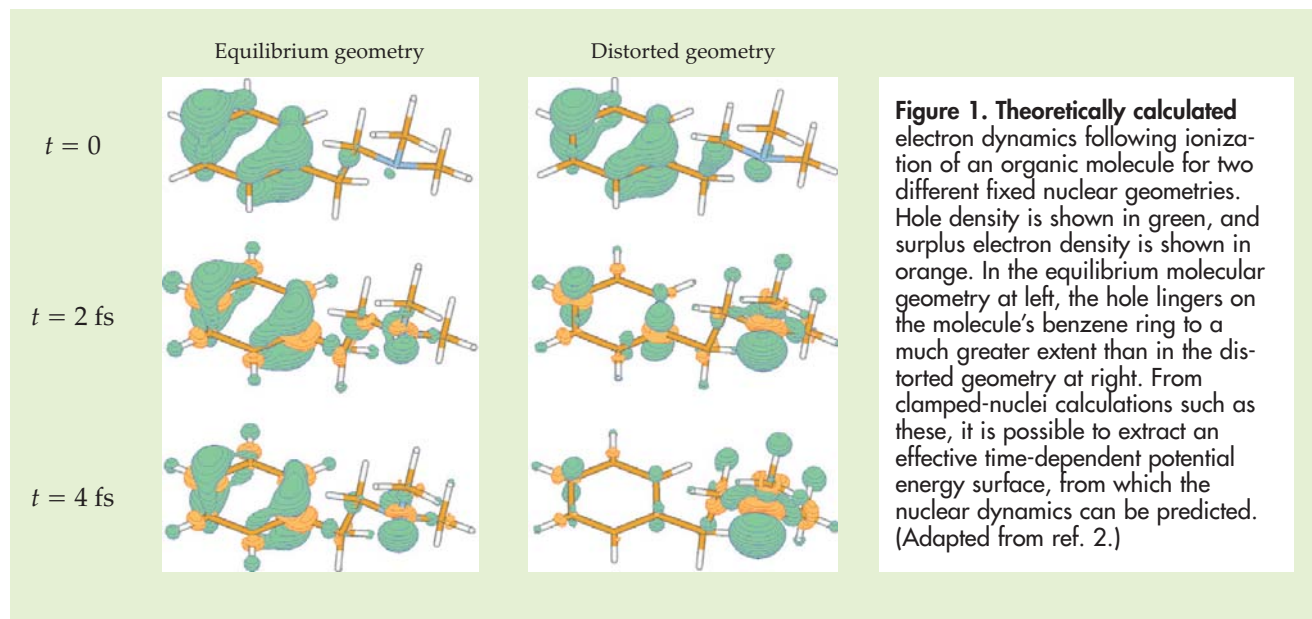 Equilibrium geometry
Distorted geometry
t = 0
t = 2 fs
t = 4 fs
Figure 1. Theoretically calculated
electron dynamics following ioniza-
tion of an organic molecule for two
different fixed nuclear geometries.
Hole density is shown in green, and
surplus electron density is shown in
orange. In the equilibrium molecular
geometry at left, the hole lingers on
the molecule's benzene ring to a
much greater extent than in the dis-
torted geometry at right. From
clamped-nuclei calculations such as
these, it is possible to extract an
effective time-dependent potential
energy surface, from which the
nuclear dynamics can be predicted.
(Adapted from ref. 2.)